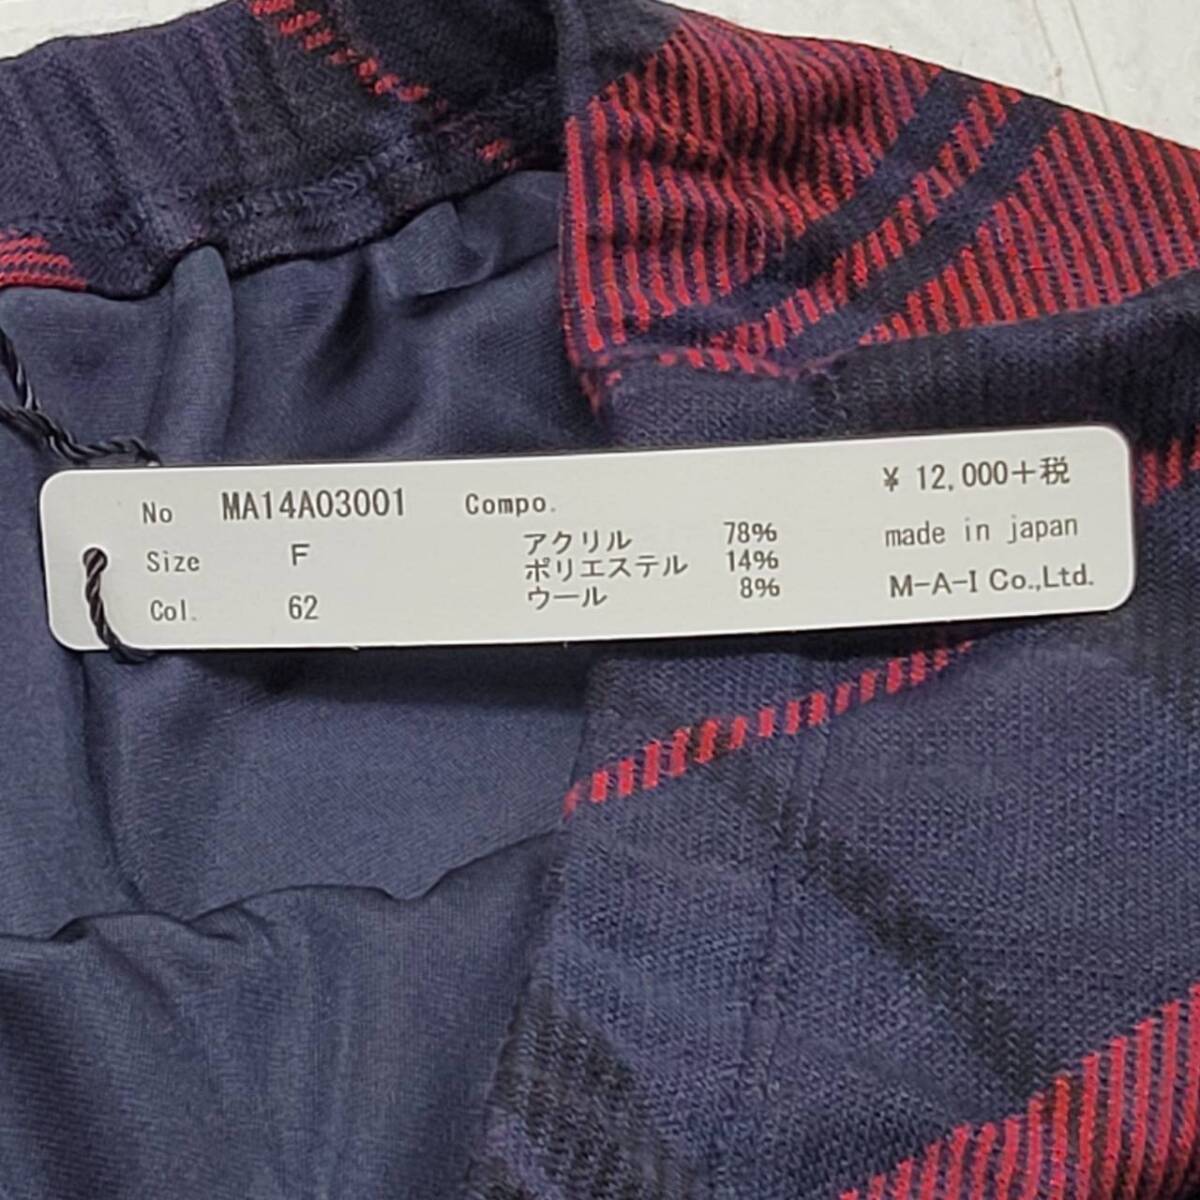 No MA14A03001
Size F
Col. 62
Compo.
アクリル 78%
ポリエステル 14%
ウール 8%
¥ 12,000+税
made in japan
M-A-I Co.,Ltd.